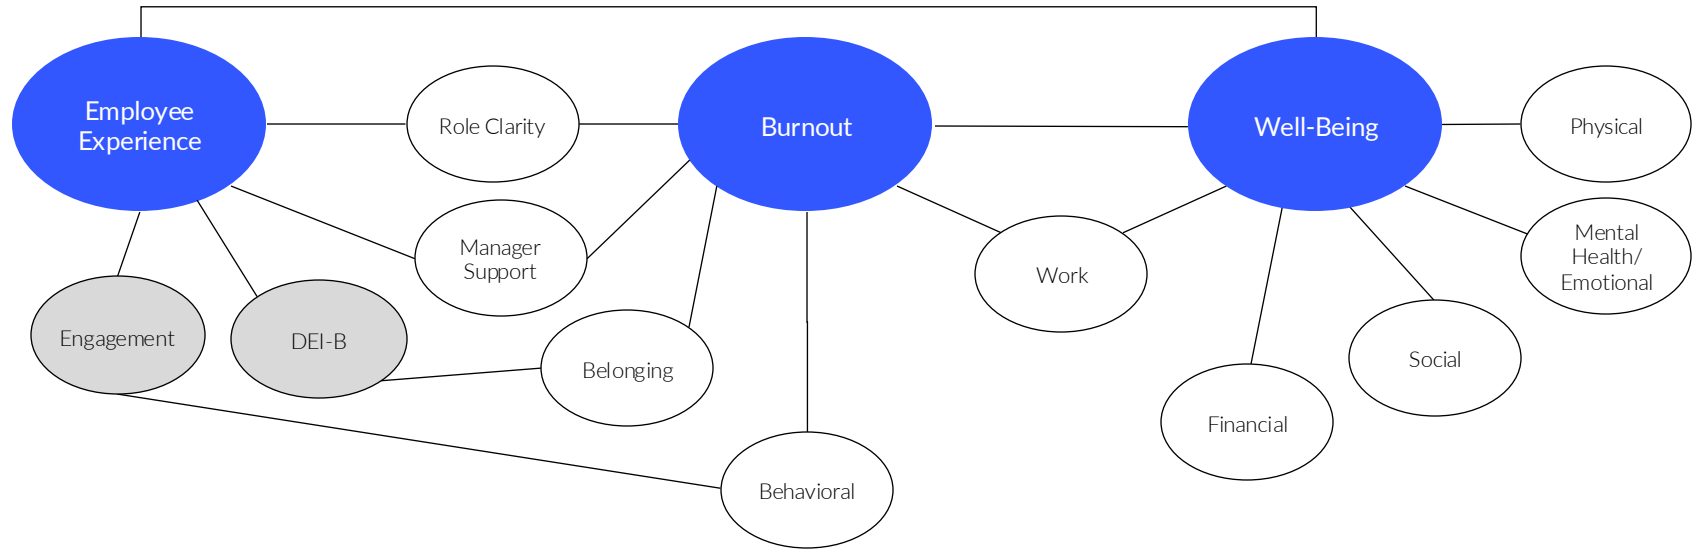 Employee
Experience
Role Clarity
Burnout
Well-Being
Physical
Manager
Support
Work
Mental
Health/
Emotional
Engagement
DEI-B
Belonging
Social
Financial
Behavioral